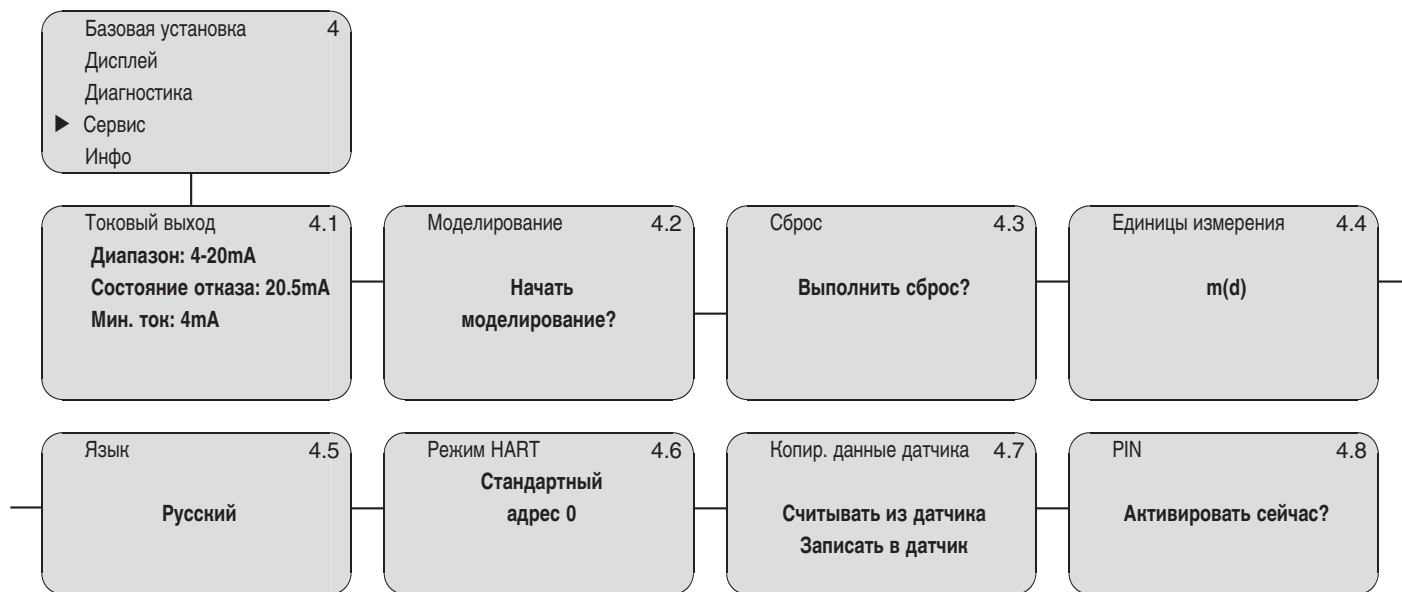 Базовая установка 4
Дисплей
Диагностика
▶ Сервис
Инфо
Токовый выход 4.1
Диапазон: 4-20mA
Состояние отказа: 20.5mA
Мин. ток: 4mA
Моделирование 4.2
Начать
моделирование?
Сброс 4.3
Выполнить сброс?
Единицы измерения 4.4
m(d)
Язык 4.5
Русский
Режим HART 4.6
Стандартный
адрес 0
Копир. данные датчика 4.7
Считывать из датчика
Записать в датчик
PIN 4.8
Активировать сейчас?